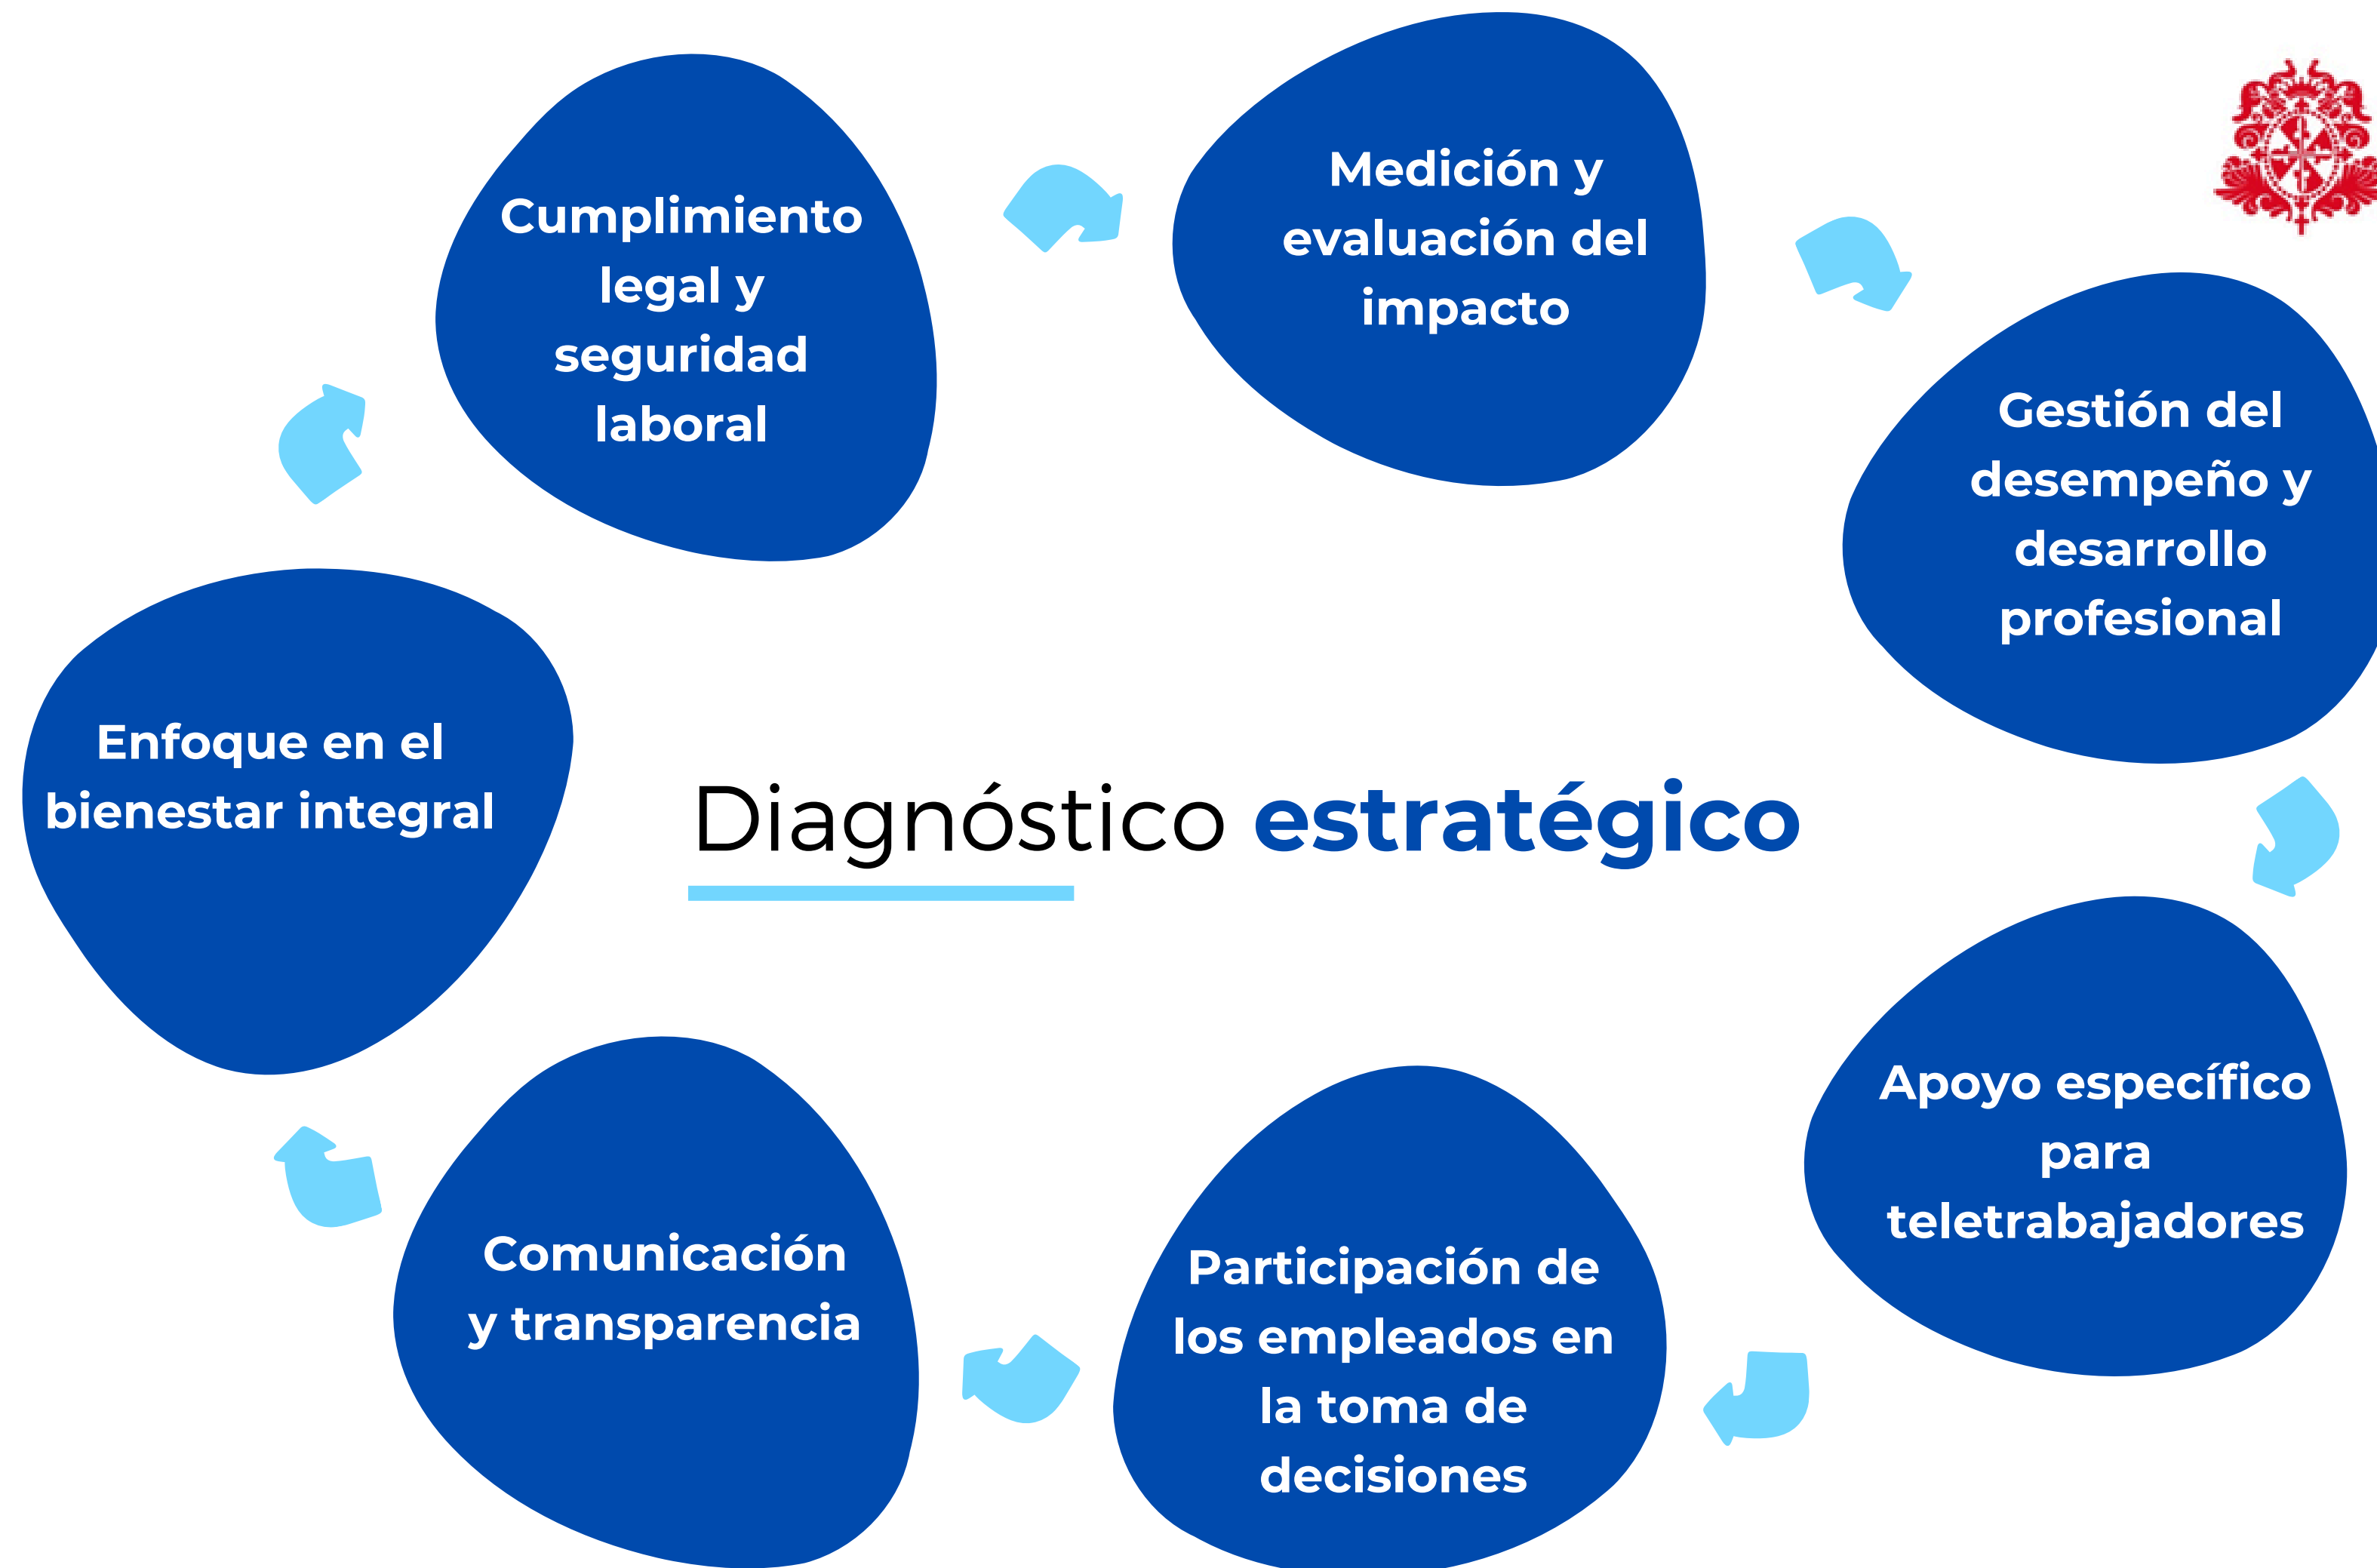 Cumplimiento
legal y
seguridad
laboral
Medición y
evaluación del
impacto
Gestión del
desempeño y
desarrollo
profesional
Enfoque en el
bienestar integral
Diagnóstico estratégico
Apoyo específico
para
teletrabajadores
Comunicación
y transparencia
Participación de
los empleados en
la toma de
decisiones